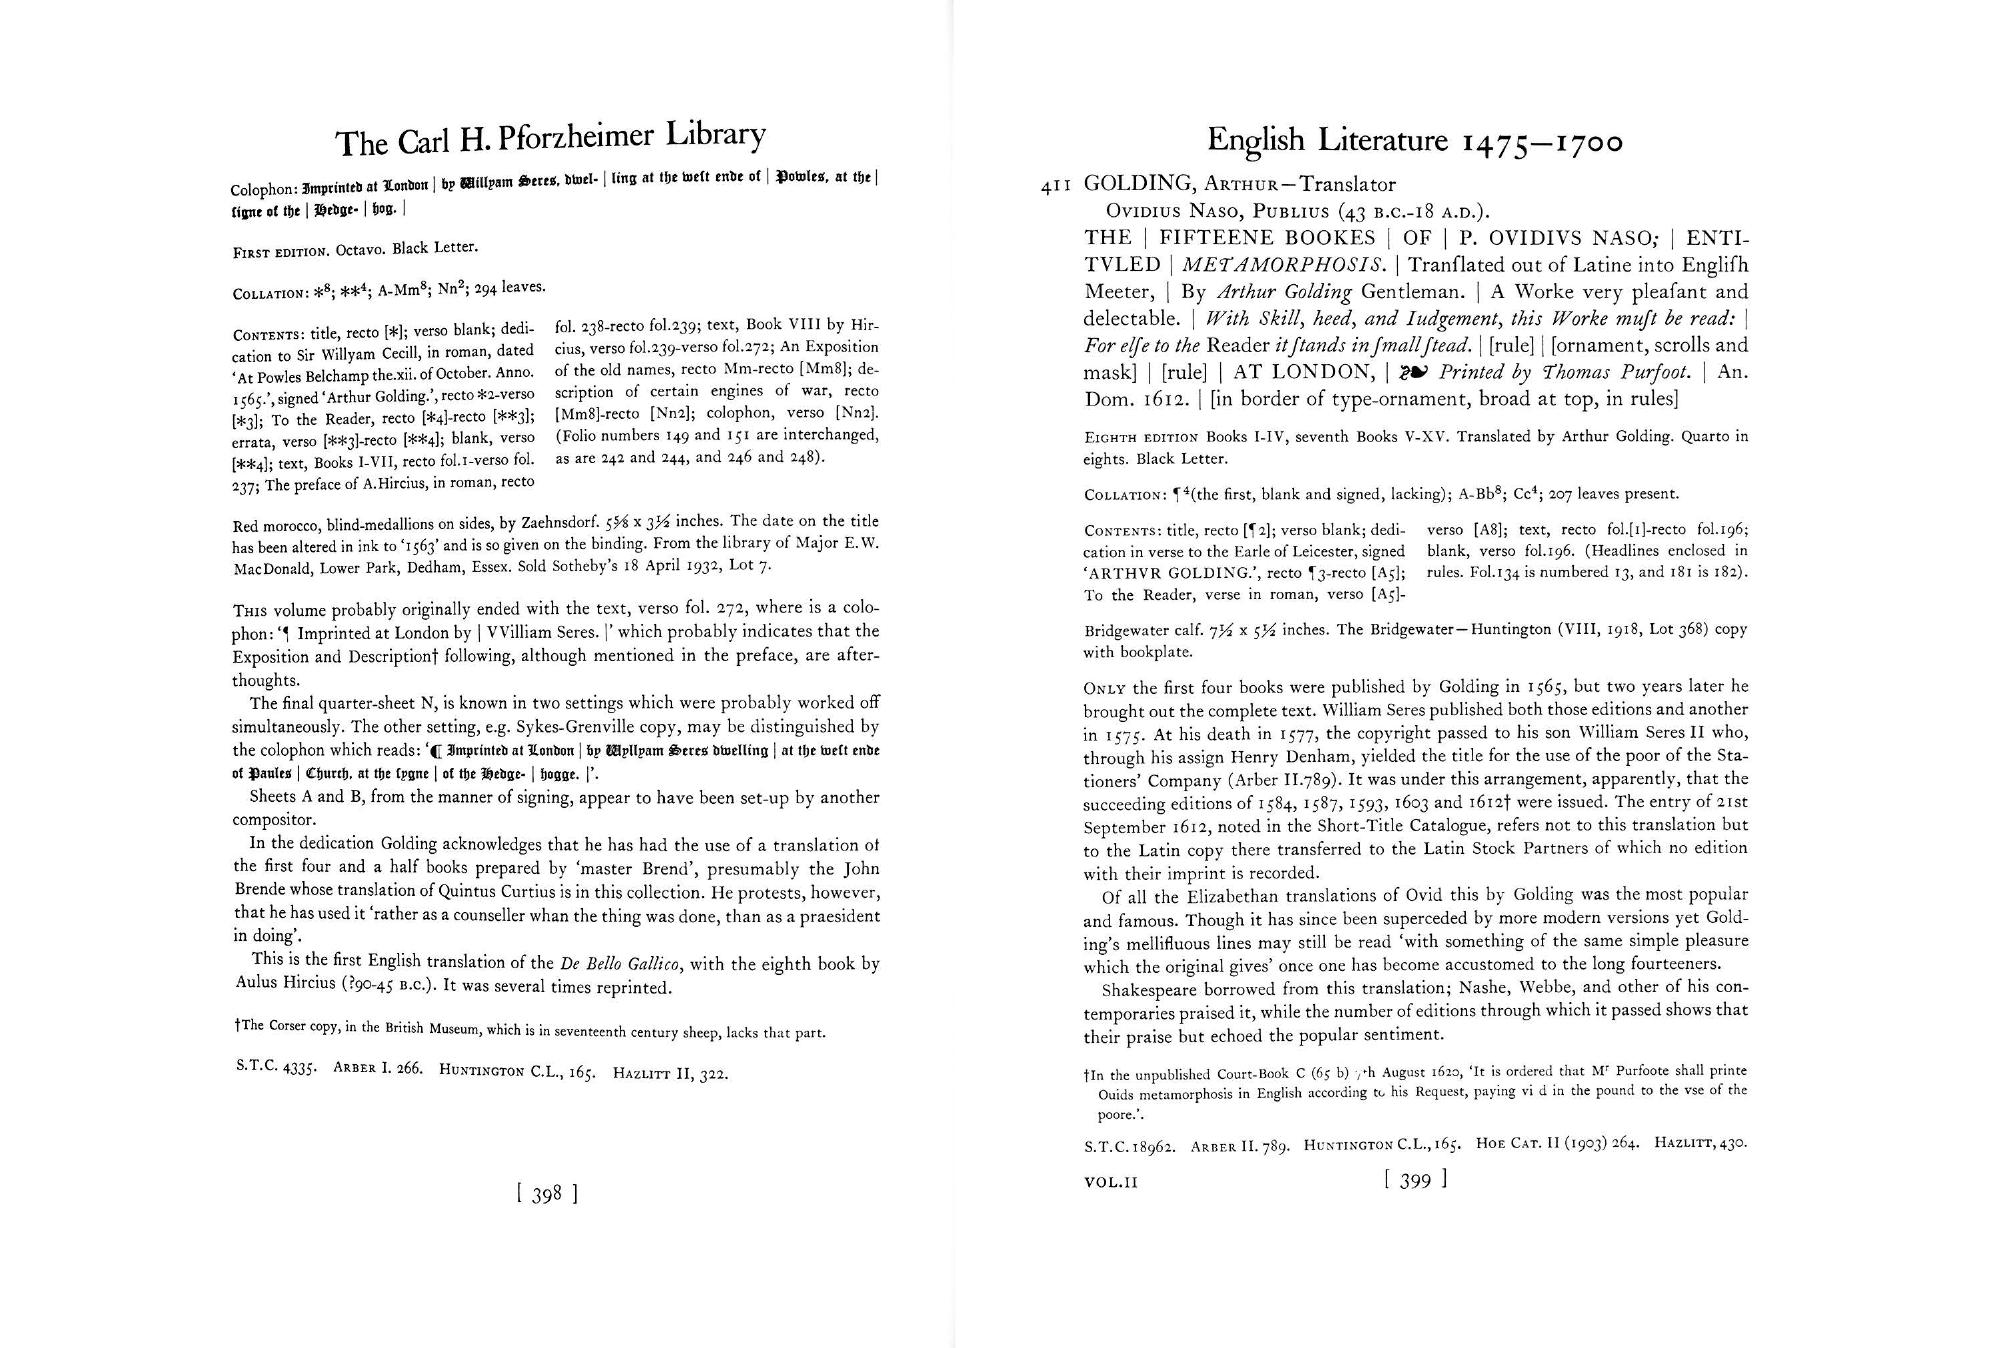 The Carl H. Pforzheimer Library
Colophon: Imprinted at London | by Willyam Seres, dwel- | ling at the weſt ende of | Powles, at the |
ſigne of the | Hedge- | hog. |
First edition. Octavo. Black Letter.
Collation: *⁸; **⁴; A-Mm⁸; Nn²; 294 leaves.
Contents: title, recto [*]; verso blank; dedi-
cation to Sir Willyam Cecill, in roman, dated
‘At Powles Belchamp the.xii. of October. Anno.
1565.’, signed ‘Arthur Golding.’, recto *2-verso
[*3]; To the Reader, recto [*4]-recto [**3];
errata, verso [**3]-recto [**4]; blank, verso
[**4]; text, Books I-VII, recto fol.1-verso fol.
237; The preface of A.Hircius, in roman, recto
fol. 238-recto fol.239; text, Book VIII by Hir-
cius, verso fol.239-verso fol.272; An Exposition
of the old names, recto Mm-recto [Mm8]; de-
scription of certain engines of war, recto
[Mm8]-recto [Nn2]; colophon, verso [Nn2].
(Folio numbers 149 and 151 are interchanged,
as are 242 and 244, and 246 and 248).
Red morocco, blind-medallions on sides, by Zaehnsdorf. 5⅝ x 3½ inches. The date on the title
has been altered in ink to ‘1563’ and is so given on the binding. From the library of Major E.W.
MacDonald, Lower Park, Dedham, Essex. Sold Sotheby's 18 April 1932, Lot 7.
This volume probably originally ended with the text, verso fol. 272, where is a colo-
phon: ‘¶ Imprinted at London by | VVilliam Seres. |’ which probably indicates that the
Exposition and Description† following, although mentioned in the preface, are after-
thoughts.
The final quarter-sheet N, is known in two settings which were probably worked off
simultaneously. The other setting, e.g. Sykes-Grenville copy, may be distinguished by
the colophon which reads: ‘¶ Imprinted at London | by Wyllyam Seres dwelling | at the weſt ende
of Paules | Church, at the ſygne | of the Hedge- | hogge. |’.
Sheets A and B, from the manner of signing, appear to have been set-up by another
compositor.
In the dedication Golding acknowledges that he has had the use of a translation of
the first four and a half books prepared by ‘master Brend’, presumably the John
Brende whose translation of Quintus Curtius is in this collection. He protests, however,
that he has used it ‘rather as a counseller whan the thing was done, than as a praesident
in doing’.
This is the first English translation of the De Bello Gallico, with the eighth book by
Aulus Hircius (?90-45 B.C.). It was several times reprinted.
†The Corser copy, in the British Museum, which is in seventeenth century sheep, lacks that part.
S.T.C. 4335. Arber I. 266. Huntington C.L., 165. Hazlitt II, 322.
[ 398 ]
English Literature 1475–1700
411 GOLDING, Arthur—Translator
Ovidius Naso, Publius (43 B.C.-18 A.D.).
THE | FIFTEENE BOOKES | OF | P. OVIDIVS NASO; | ENTI-
TVLED | METAMORPHOSIS. | Tranſlated out of Latine into Engliſh
Meeter, | By Arthur Golding Gentleman. | A Worke very pleaſant and
delectable. | With Skill, heed, and Iudgement, this Worke muſt be read: |
For elſe to the Reader it ſtands in ſmall ſtead. | [rule] | [ornament, scrolls and
mask] | [rule] | AT LONDON, | ❧ Printed by Thomas Purfoot. | An.
Dom. 1612. | [in border of type-ornament, broad at top, in rules]
Eighth edition Books I-IV, seventh Books V-XV. Translated by Arthur Golding. Quarto in
eights. Black Letter.
Collation: ¶⁴(the first, blank and signed, lacking); A-Bb⁸; Cc⁴; 207 leaves present.
Contents: title, recto [¶2]; verso blank; dedi-
cation in verse to the Earle of Leicester, signed
‘ARTHVR GOLDING.’, recto ¶3-recto [A5];
To the Reader, verse in roman, verso [A5]-
verso [A8]; text, recto fol.[1]-recto fol.196;
blank, verso fol.196. (Headlines enclosed in
rules. Fol.134 is numbered 13, and 181 is 182).
Bridgewater calf. 7½ x 5½ inches. The Bridgewater—Huntington (VIII, 1918, Lot 368) copy
with bookplate.
Only the first four books were published by Golding in 1565, but two years later he
brought out the complete text. William Seres published both those editions and another
in 1575. At his death in 1577, the copyright passed to his son William Seres II who,
through his assign Henry Denham, yielded the title for the use of the poor of the Sta-
tioners' Company (Arber II.789). It was under this arrangement, apparently, that the
succeeding editions of 1584, 1587, 1593, 1603 and 1612† were issued. The entry of 21st
September 1612, noted in the Short-Title Catalogue, refers not to this translation but
to the Latin copy there transferred to the Latin Stock Partners of which no edition
with their imprint is recorded.
Of all the Elizabethan translations of Ovid this by Golding was the most popular
and famous. Though it has since been superceded by more modern versions yet Gold-
ing's mellifluous lines may still be read ‘with something of the same simple pleasure
which the original gives’ once one has become accustomed to the long fourteeners.
Shakespeare borrowed from this translation; Nashe, Webbe, and other of his con-
temporaries praised it, while the number of editions through which it passed shows that
their praise but echoed the popular sentiment.
†In the unpublished Court-Book C (65 b) August 1620, ‘It is ordered that Mʳ Purfoote shall printe
Ouids metamorphosis in English according to his Request, paying vi d in the pound to the vse of the
poore.’.
S.T.C. 18962. Arber II. 789. Huntington C.L., 165. Hoe Cat. II (1903) 264. Hazlitt, 430.
VOL.II
[ 399 ]